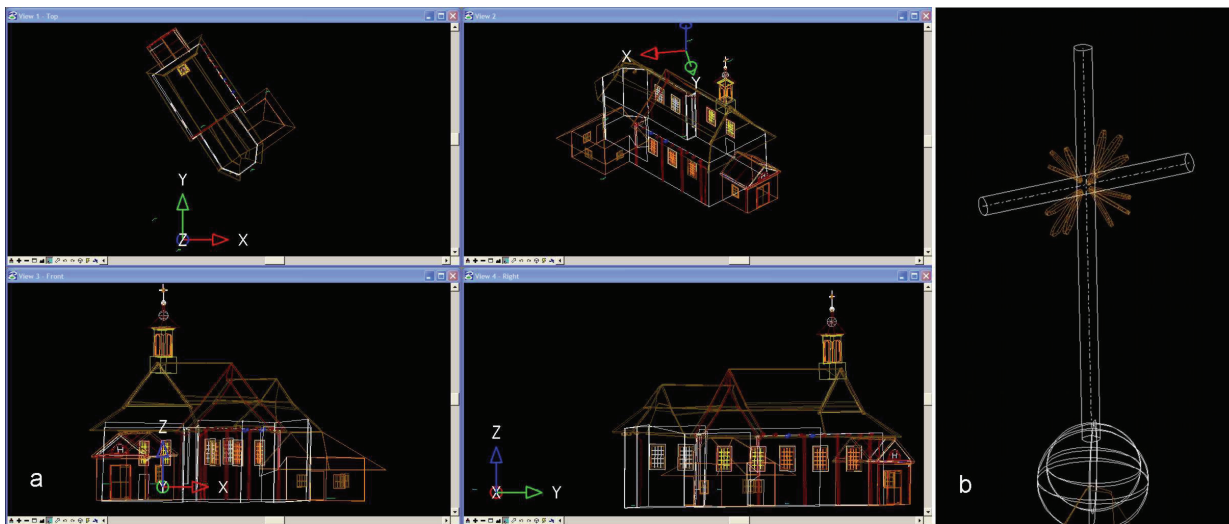 View 1 - Top
Y
Z
X
View 2
X
Y
View 3 - Front
Z
H
Y
X
a
View 4 - Right
Z
X
Y
H
b